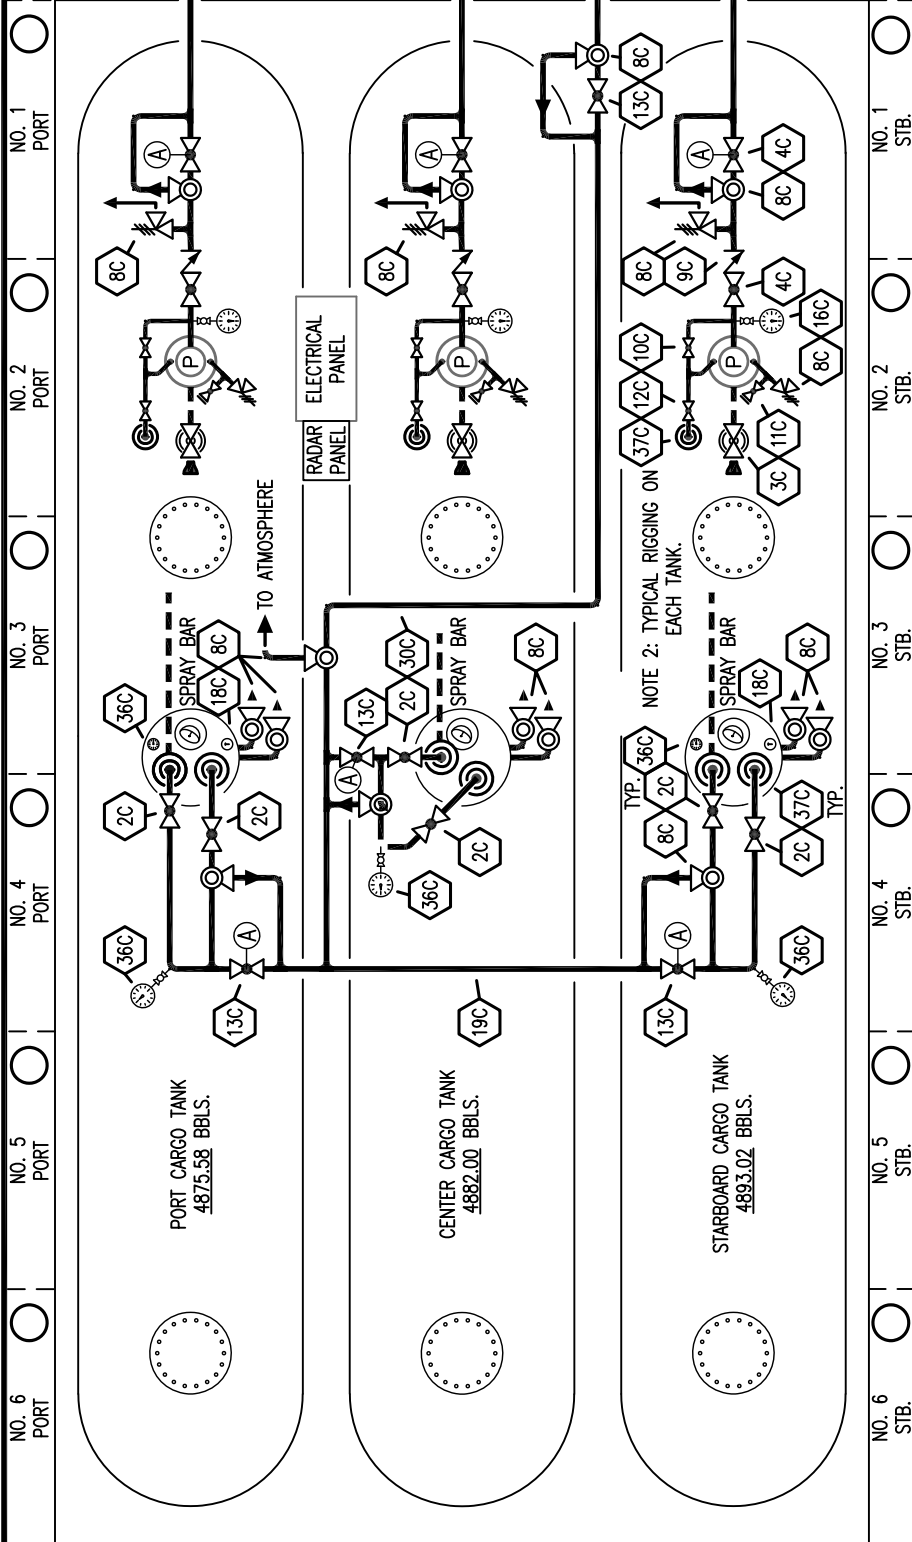 NO. 1
PORT
NO. 2
PORT
NO. 3
PORT
NO. 4
PORT
NO. 5
PORT
NO. 6
PORT
A
8C
P
36C
SPRAY BAR
18C
8C
TO ATMOSPHERE
2C
2C
36C
A
13C
PORT CARGO TANK
4875.58 BBLS.
ELECTRICAL
PANEL
RADAR
PANEL
A
8C
P
8C
13C
30C
2C
13C
A
SPRAY BAR
8C
2C
36C
19C
CENTER CARGO TANK
4882.00 BBLS.
A
4C
8C
8C
9C
4C
16C
8C
10C
12C
37C
P
11C
3C
NOTE 2: TYPICAL RIGGING ON
EACH TANK.
SPRAY BAR
18C
8C
TYP.
36C
2C
8C
37C
TYP.
2C
A
13C
36C
STARBOARD CARGO TANK
4893.02 BBLS.
NO. 1
STB.
NO. 2
STB.
NO. 3
STB.
NO. 4
STB.
NO. 5
STB.
NO. 6
STB.